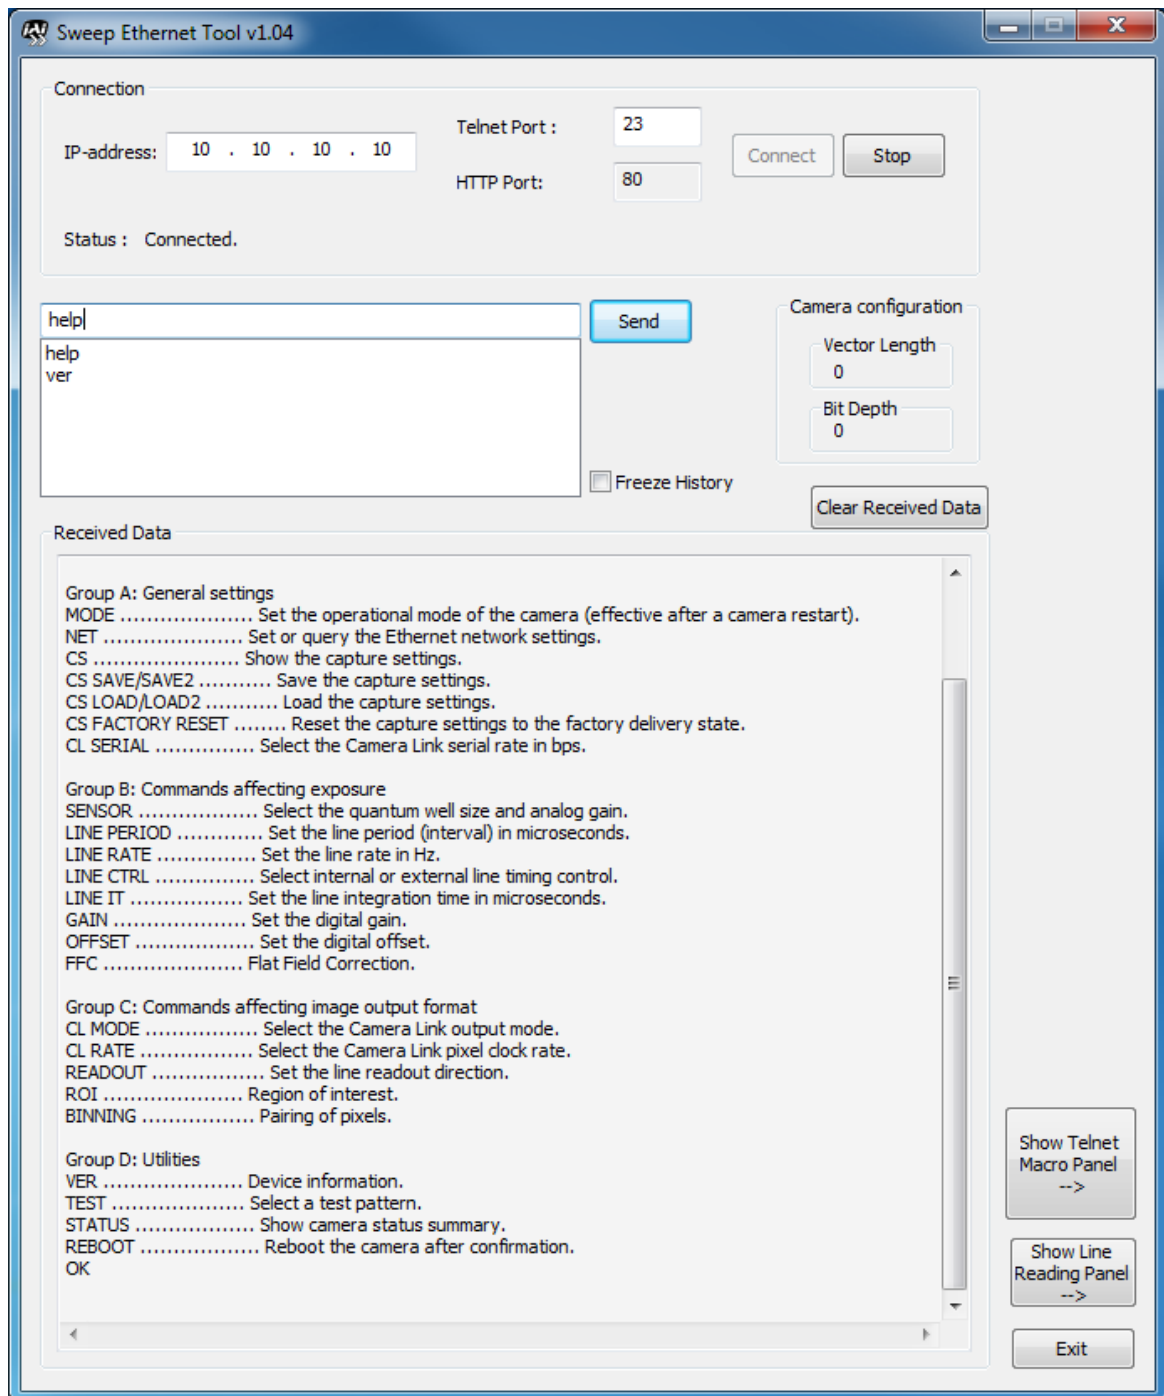 Sweep Ethernet Tool v1.04
Connection
IP-address: 10 . 10 . 10 . 10
Telnet Port : 23
HTTP Port: 80
Connect
Stop
Status : Connected.
help
Send
help
ver
Freeze History
Camera configuration
Vector Length
0
Bit Depth
0
Clear Received Data
Received Data
Group A: General settings
MODE .................... Set the operational mode of the camera (effective after a camera restart).
NET ..................... Set or query the Ethernet network settings.
CS ...................... Show the capture settings.
CS SAVE/SAVE2 ........... Save the capture settings.
CS LOAD/LOAD2 ........... Load the capture settings.
CS FACTORY RESET ........ Reset the capture settings to the factory delivery state.
CL SERIAL ............... Select the Camera Link serial rate in bps.
Group B: Commands affecting exposure
SENSOR .................. Select the quantum well size and analog gain.
LINE PERIOD ............. Set the line period (interval) in microseconds.
LINE RATE ............... Set the line rate in Hz.
LINE CTRL ............... Select internal or external line timing control.
LINE IT ................. Set the line integration time in microseconds.
GAIN .................... Set the digital gain.
OFFSET .................. Set the digital offset.
FFC ..................... Flat Field Correction.
Group C: Commands affecting image output format
CL MODE ................. Select the Camera Link output mode.
CL RATE ................. Select the Camera Link pixel clock rate.
READOUT ................. Set the line readout direction.
ROI ..................... Region of interest.
BINNING ................. Pairing of pixels.
Group D: Utilities
VER ..................... Device information.
TEST .................... Select a test pattern.
STATUS .................. Show camera status summary.
REBOOT .................. Reboot the camera after confirmation.
OK
Show Telnet
Macro Panel
-->
Show Line
Reading Panel
-->
Exit